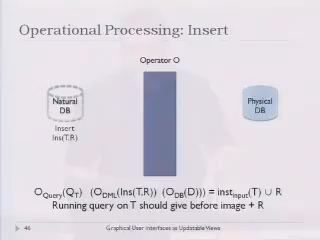 Operational Processing: Insert
Operator O
Natural
DB
Physical
DB
Insert
Ins(T,R)
OQuery(QT) (ODML(Ins(T,R)) (ODB(D))) = instinput(T) ∪ R
Running query on T should give before image + R
46
Graphical User Interfaces as Updatable Views